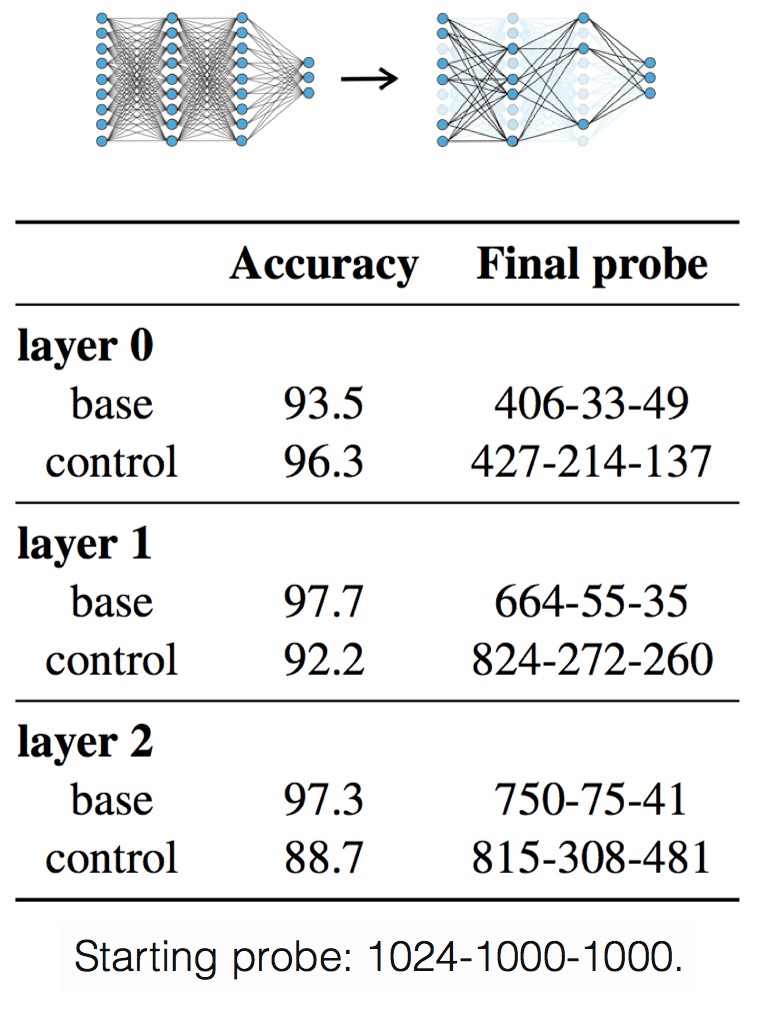 Accuracy Final probe
layer 0
base 93.5 406-33-49
control 96.3 427-214-137
layer 1
base 97.7 664-55-35
control 92.2 824-272-260
layer 2
base 97.3 750-75-41
control 88.7 815-308-481
Starting probe: 1024-1000-1000.